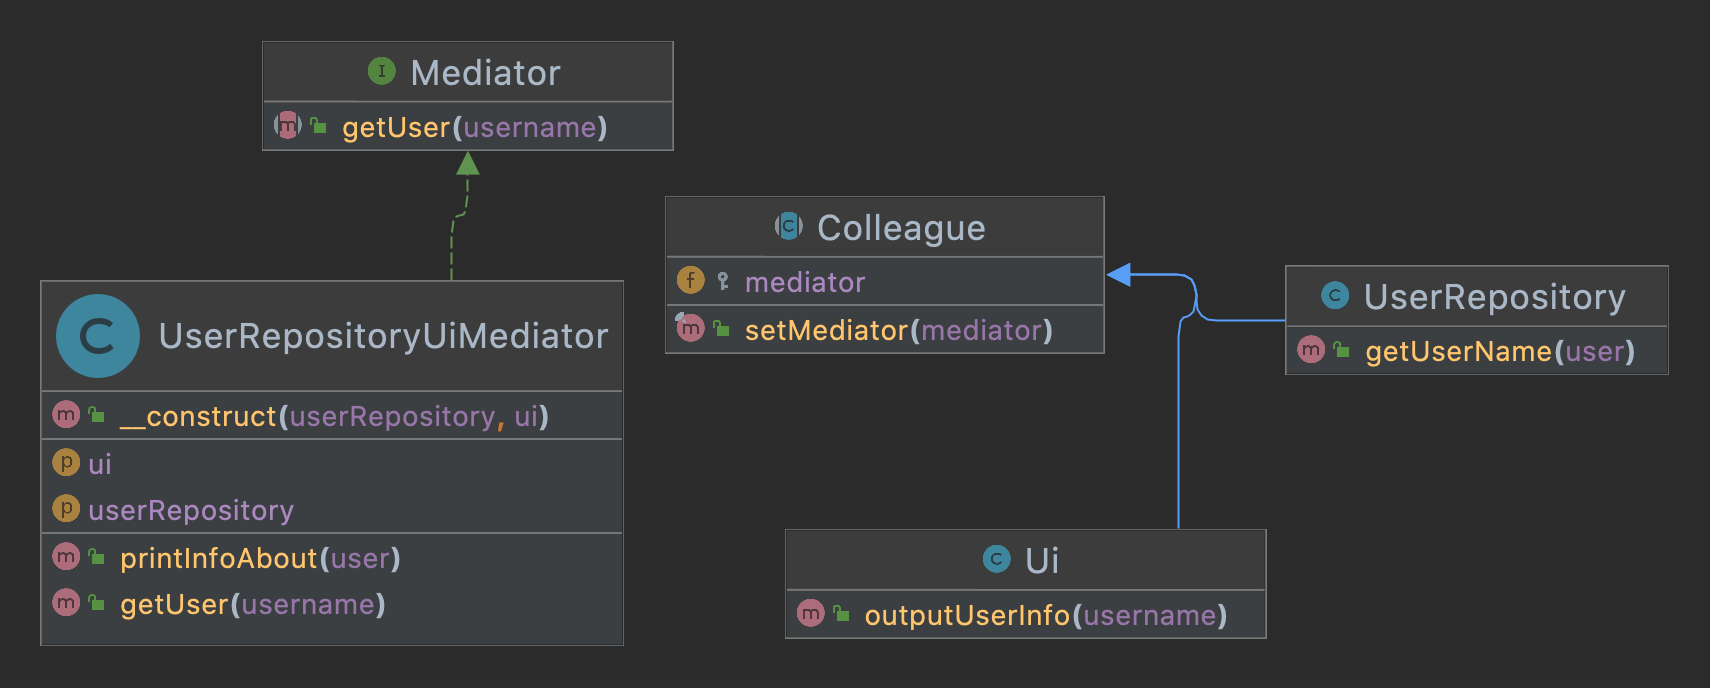 I Mediator
m getUser(username)
C Colleague
f mediator
m setMediator(mediator)
C UserRepository
m getUserName(user)
C UserRepositoryUiMediator
m __construct(userRepository, ui)
p ui
p userRepository
m printInfoAbout(user)
m getUser(username)
C Ui
m outputUserInfo(username)